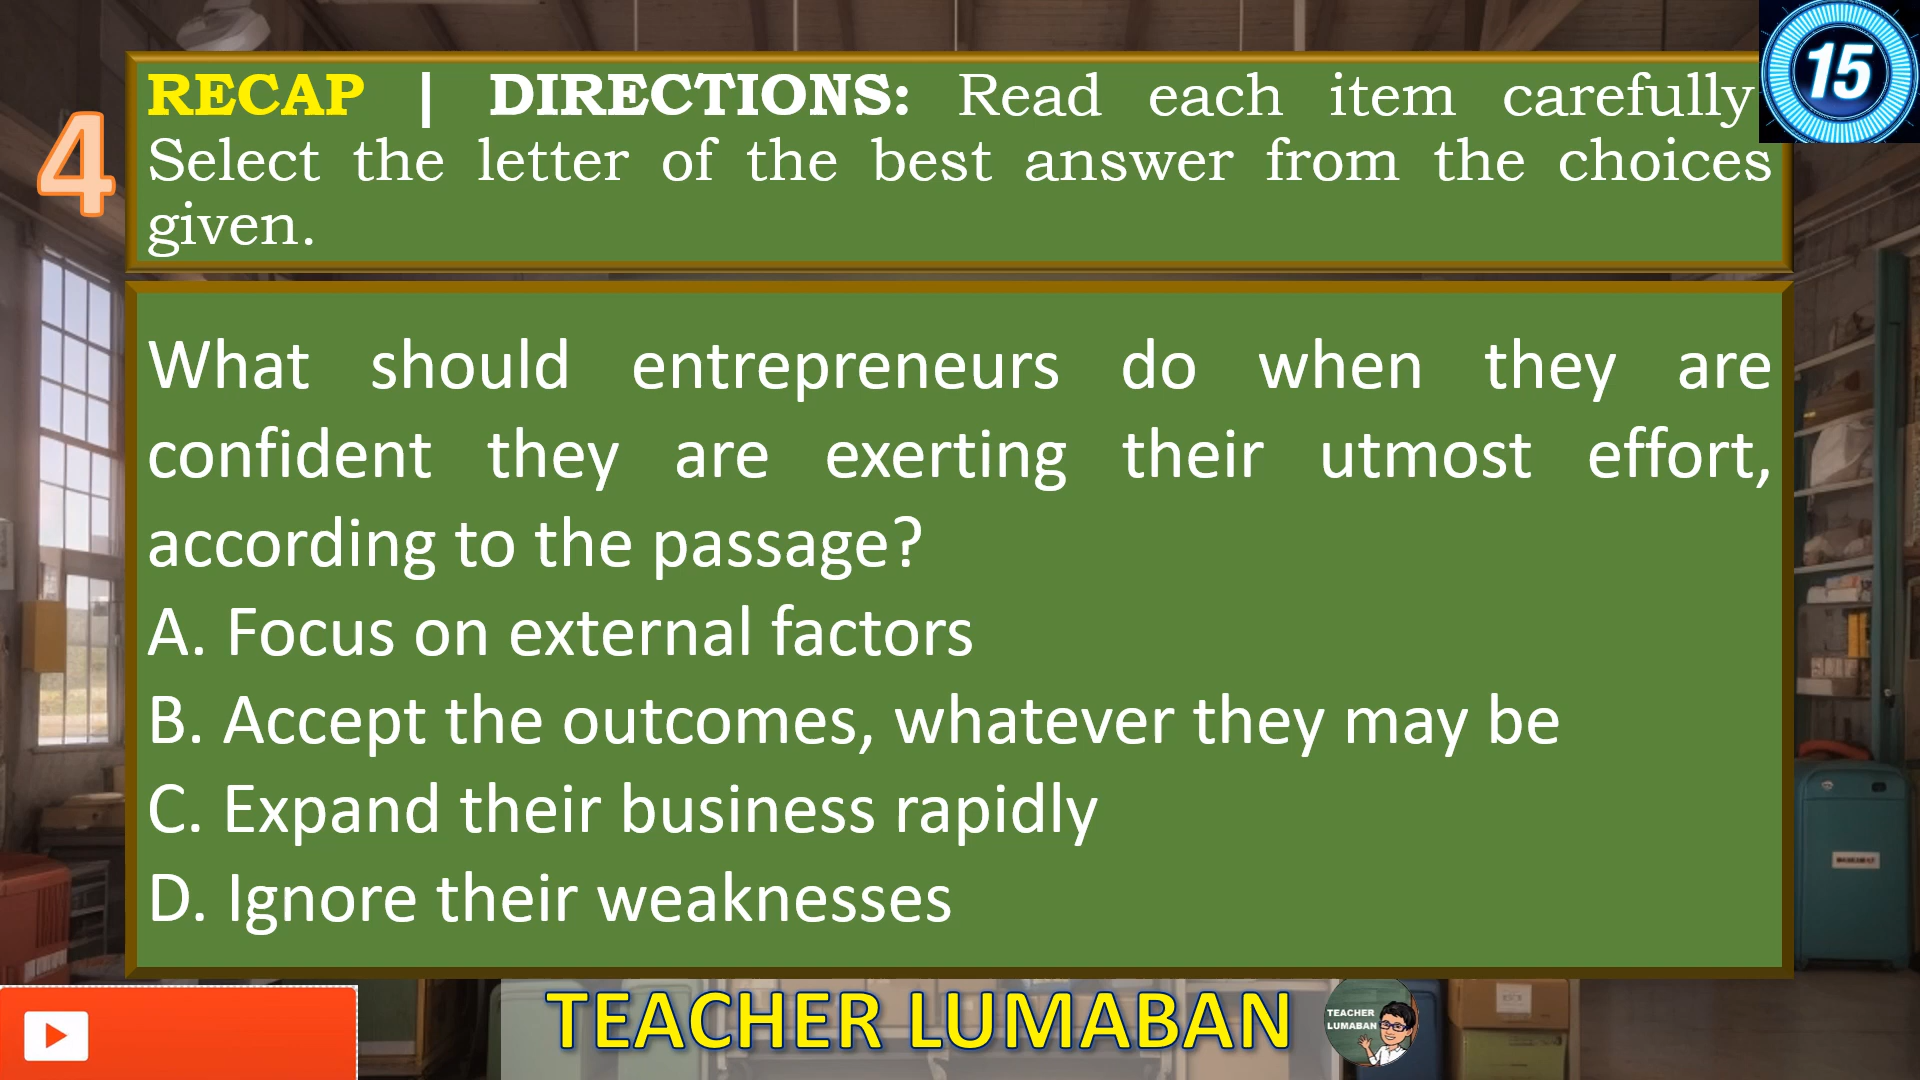 15
4
RECAP | DIRECTIONS: Read each item carefully
Select the letter of the best answer from the choices
given.
What should entrepreneurs do when they are
confident they are exerting their utmost effort,
according to the passage?
A. Focus on external factors
B. Accept the outcomes, whatever they may be
C. Expand their business rapidly
D. Ignore their weaknesses
TEACHER LUMABAN
TEACHER
LUMABAN